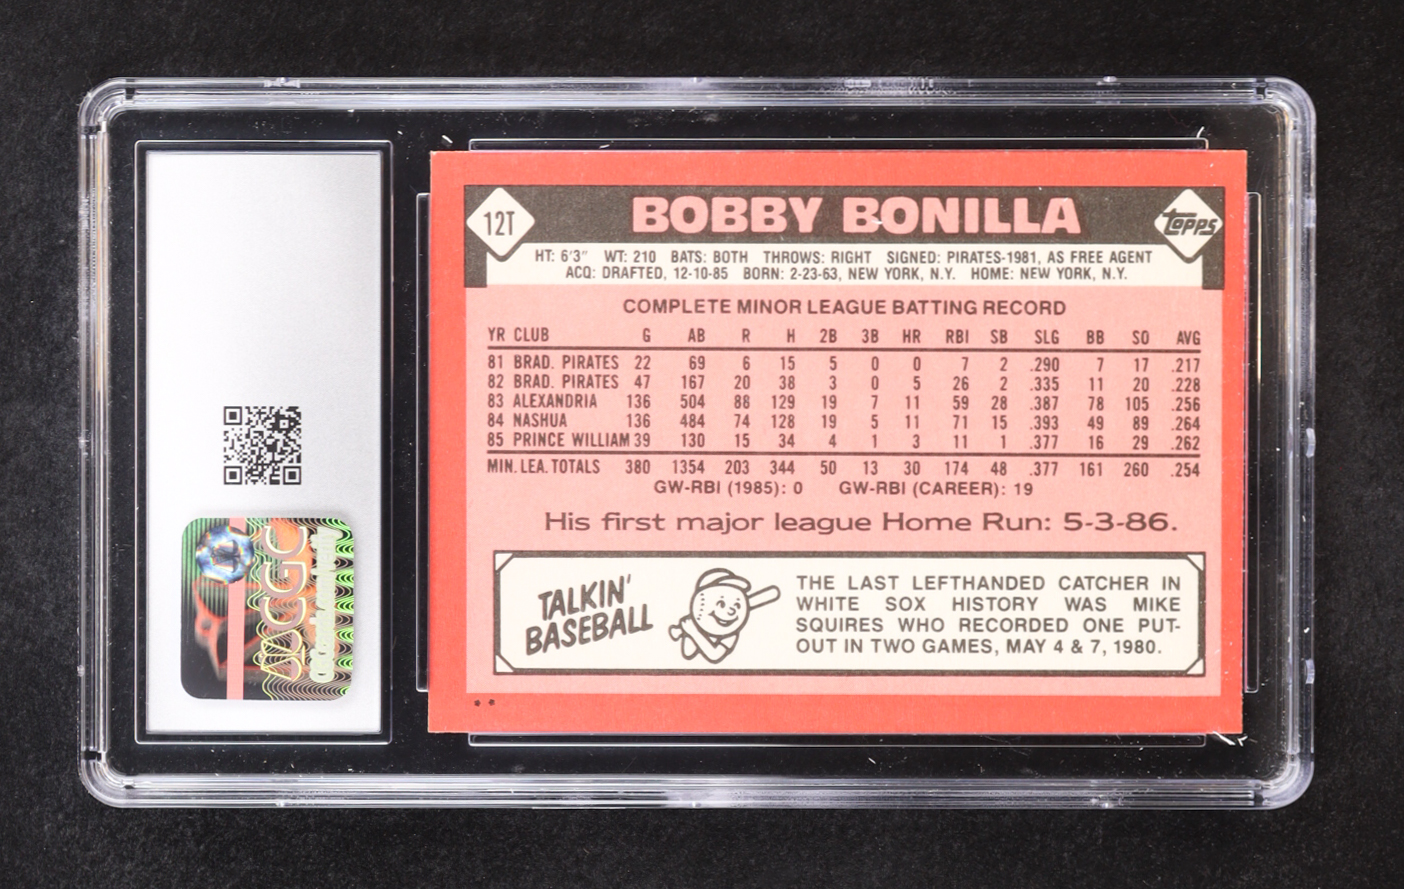 12T
BOBBY BONILLA
Topps
HT: 6'3" WT: 210 BATS: BOTH THROWS: RIGHT SIGNED: PIRATES-1981, AS FREE AGENT
ACQ: DRAFTED, 12-10-85 BORN: 2-23-63, NEW YORK, N.Y. HOME: NEW YORK, N.Y.
COMPLETE MINOR LEAGUE BATTING RECORD
YR CLUB G AB R H 2B 3B HR RBI SB SLG BB SO AVG
81 BRAD. PIRATES 22 69 6 15 5 0 0 7 2 .290 7 17 .217
82 BRAD. PIRATES 47 167 20 38 3 0 5 26 2 .335 11 20 .228
83 ALEXANDRIA 136 504 88 129 19 7 11 59 28 .387 78 105 .256
84 NASHUA 136 484 74 128 19 5 11 71 15 .393 49 89 .264
85 PRINCE WILLIAM 39 130 15 34 4 1 3 11 1 .377 16 29 .262
MIN. LEA. TOTALS 380 1354 203 344 50 13 30 174 48 .377 161 260 .254
GW-RBI (1985): 0 GW-RBI (CAREER): 19
His first major league Home Run: 5-3-86.
TALKIN'
BASEBALL
THE LAST LEFTHANDED CATCHER IN
WHITE SOX HISTORY WAS MIKE
SQUIRES WHO RECORDED ONE PUT-
OUT IN TWO GAMES, MAY 4 & 7, 1980.
CGC